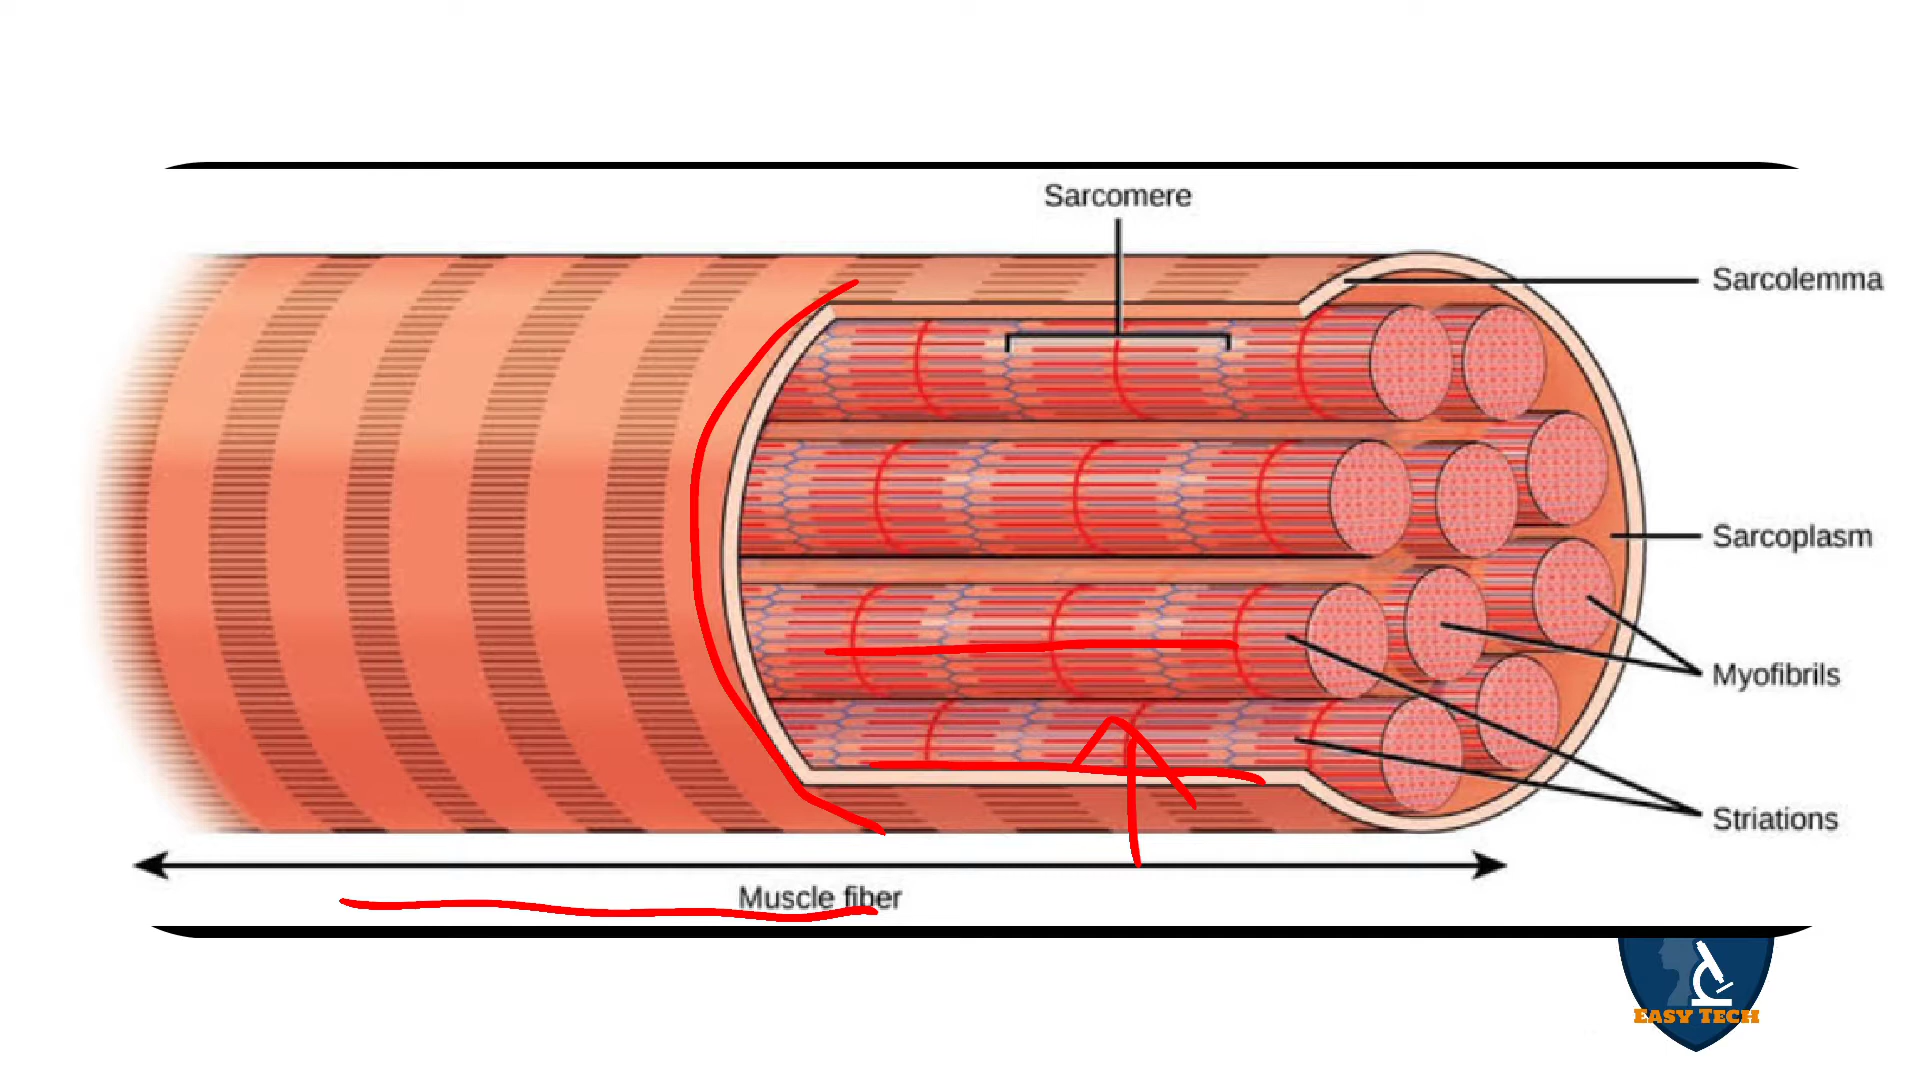 Sarcomere
Sarcolemma
Sarcoplasm
Myofibrils
Striations
Muscle fiber
EASY TECH